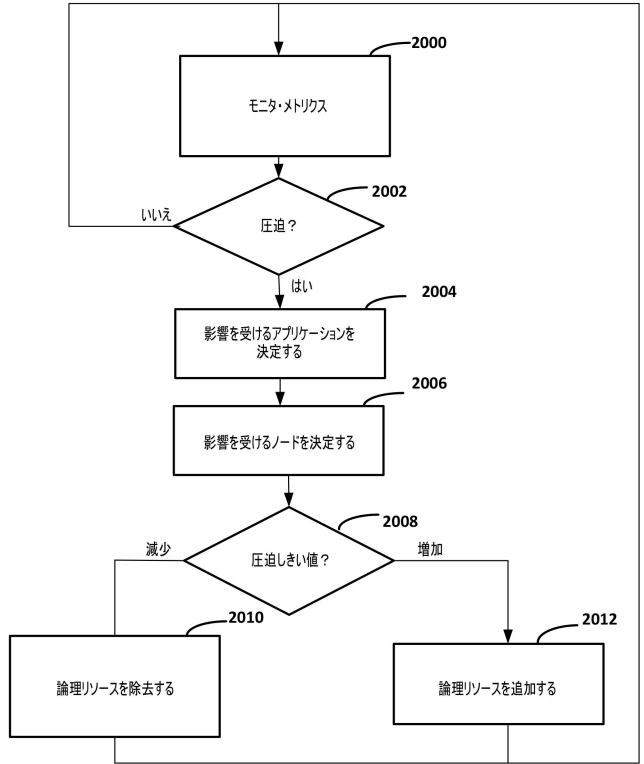 2000
モニタ・メトリクス
2002
いいえ
圧迫？
はい
2004
影響を受けるアプリケーションを
決定する
2006
影響を受けるノードを決定する
2008
減少
圧迫しきい値？
増加
2010
2012
論理リソースを除去する
論理リソースを追加する